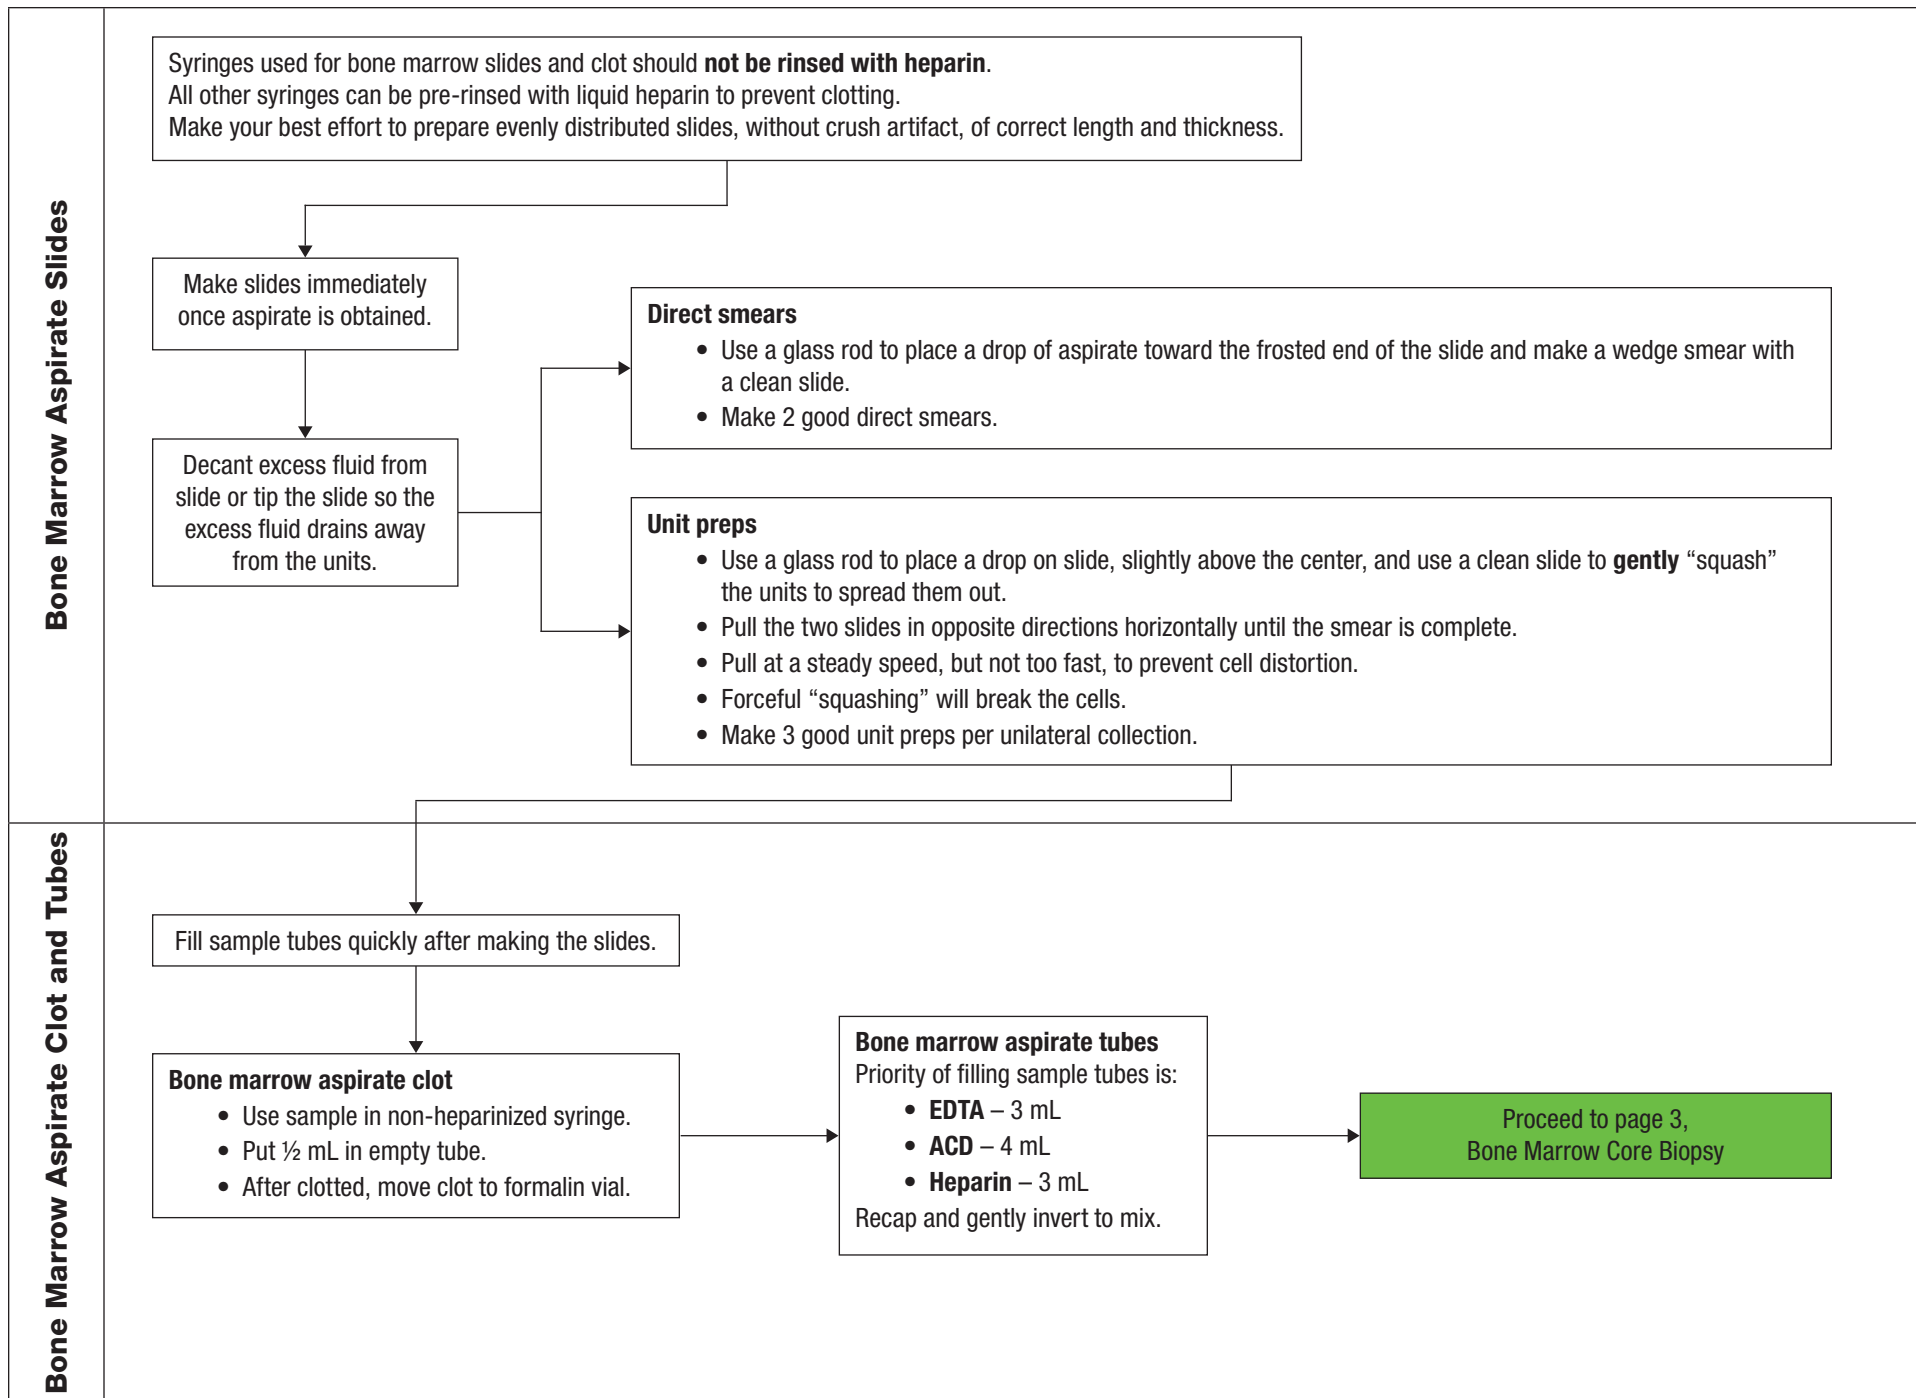 Bone Marrow Aspirate Slides
Syringes used for bone marrow slides and clot should not be rinsed with heparin.
All other syringes can be pre-rinsed with liquid heparin to prevent clotting.
Make your best effort to prepare evenly distributed slides, without crush artifact, of correct length and thickness.
Make slides immediately
once aspirate is obtained.
Decant excess fluid from
slide or tip the slide so the
excess fluid drains away
from the units.
Direct smears
• Use a glass rod to place a drop of aspirate toward the frosted end of the slide and make a wedge smear with
a clean slide.
• Make 2 good direct smears.
Unit preps
• Use a glass rod to place a drop on slide, slightly above the center, and use a clean slide to gently “squash”
the units to spread them out.
• Pull the two slides in opposite directions horizontally until the smear is complete.
• Pull at a steady speed, but not too fast, to prevent cell distortion.
• Forceful “squashing” will break the cells.
• Make 3 good unit preps per unilateral collection.
Bone Marrow Aspirate Clot and Tubes
Fill sample tubes quickly after making the slides.
Bone marrow aspirate clot
• Use sample in non-heparinized syringe.
• Put ½ mL in empty tube.
• After clotted, move clot to formalin vial.
Bone marrow aspirate tubes
Priority of filling sample tubes is:
• EDTA – 3 mL
• ACD – 4 mL
• Heparin – 3 mL
Recap and gently invert to mix.
Proceed to page 3,
Bone Marrow Core Biopsy